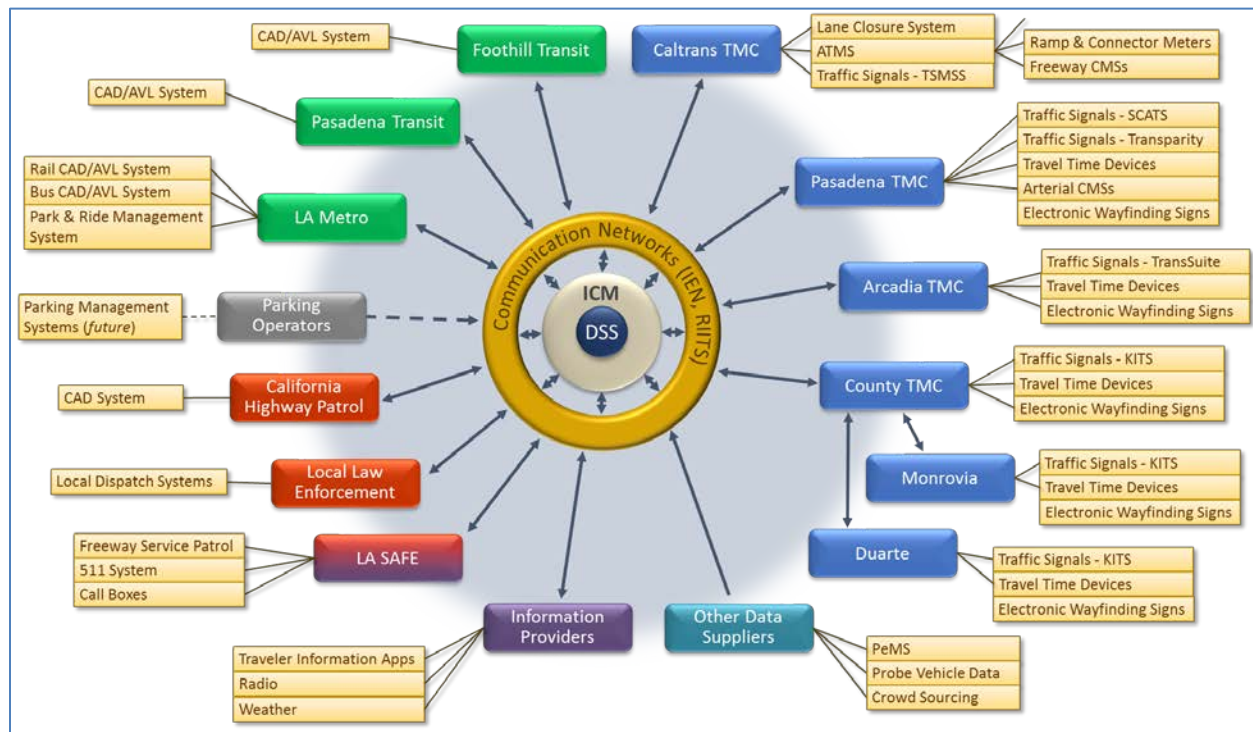 CAD/AVL System
Foothill Transit
Caltrans TMC
Lane Closure System
ATMS
Traffic Signals - TSMSS
Ramp & Connector Meters
Freeway CMSs
CAD/AVL System
Pasadena Transit
Pasadena TMC
Traffic Signals - SCATS
Traffic Signals - Transparity
Travel Time Devices
Arterial CMSs
Electronic Wayfinding Signs
Rail CAD/AVL System
Bus CAD/AVL System
Park & Ride Management
System
LA Metro
Communication Networks (IEN, RIITS)
ICM
DSS
Arcadia TMC
Traffic Signals - TransSuite
Travel Time Devices
Electronic Wayfinding Signs
Parking Management
Systems (future)
Parking
Operators
County TMC
Traffic Signals - KITS
Travel Time Devices
Electronic Wayfinding Signs
CAD System
California
Highway Patrol
Monrovia
Traffic Signals - KITS
Travel Time Devices
Electronic Wayfinding Signs
Local Dispatch Systems
Local Law
Enforcement
Duarte
Traffic Signals - KITS
Travel Time Devices
Electronic Wayfinding Signs
Freeway Service Patrol
511 System
Call Boxes
LA SAFE
Information
Providers
Traveler Information Apps
Radio
Weather
Other Data
Suppliers
PeMS
Probe Vehicle Data
Crowd Sourcing